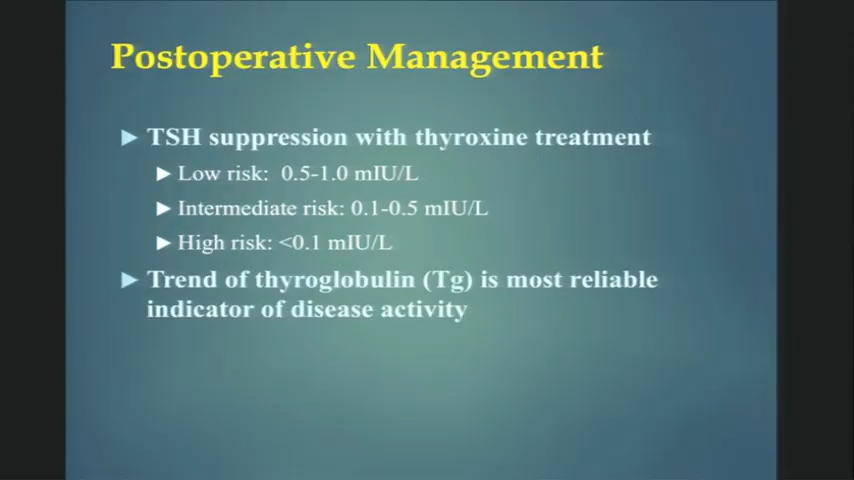 Postoperative Management
▶ TSH suppression with thyroxine treatment
▶ Low risk: 0.5-1.0 mIU/L
▶ Intermediate risk: 0.1-0.5 mIU/L
▶ High risk: <0.1 mIU/L
▶ Trend of thyroglobulin (Tg) is most reliable
indicator of disease activity